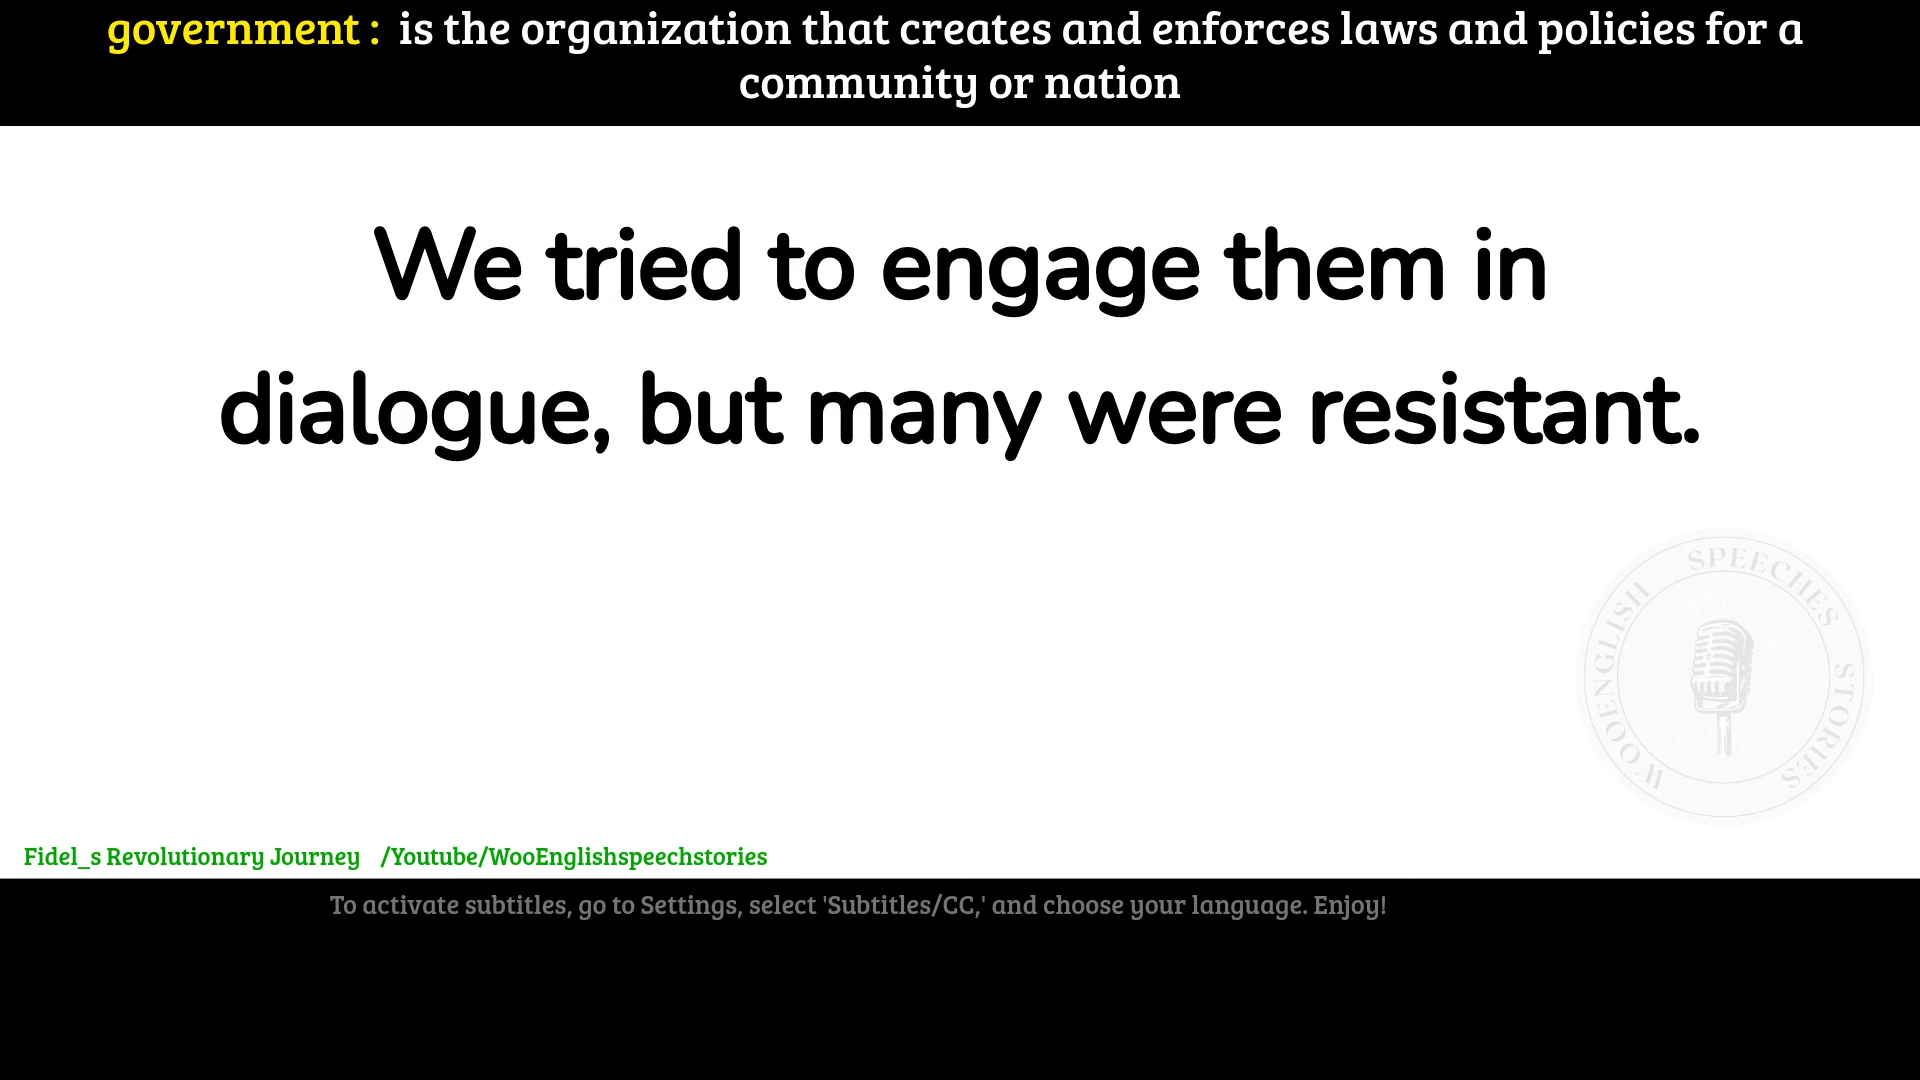 government : is the organization that creates and enforces laws and policies for a
community or nation
We tried to engage them in
dialogue, but many were resistant.
WOOENGLISH SPEECHES STORIES
Fidel_s Revolutionary Journey /Youtube/WooEnglishspeechstories
To activate subtitles, go to Settings, select 'Subtitles/CC,' and choose your language. Enjoy!